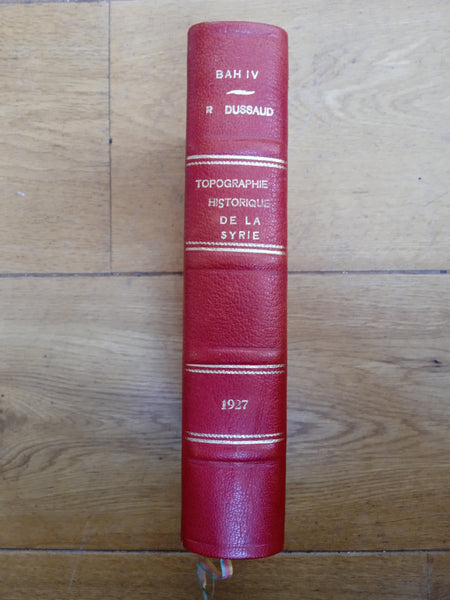 BAH IV
R DUSSAUD
TOPOGRAPHIE
HISTORIQUE
DE LA
SYRIE
1927